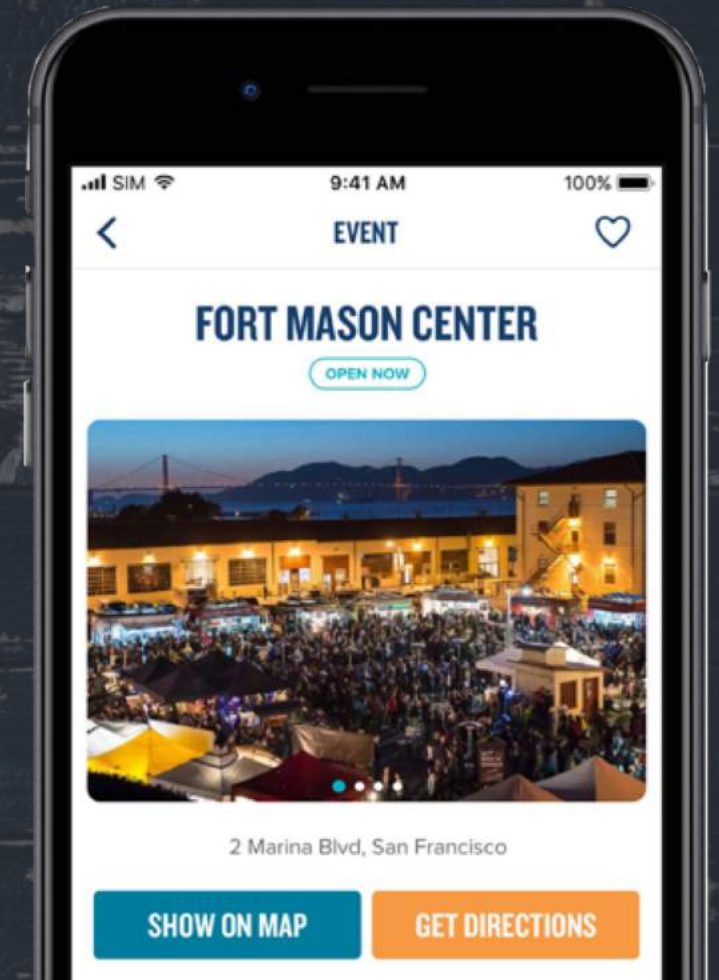 SIM 9:41 AM 100%
EVENT
FORT MASON CENTER
OPEN NOW
2 Marina Blvd, San Francisco
SHOW ON MAP GET DIRECTIONS